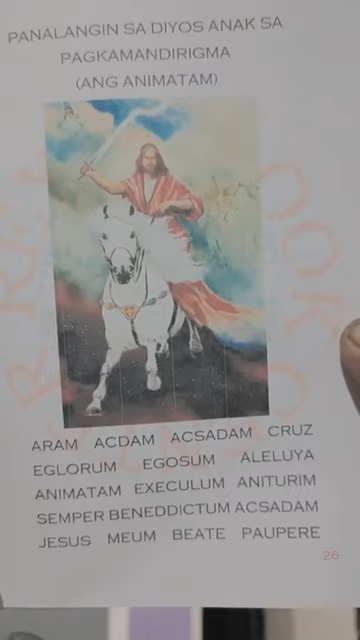 PANALANGIN SA DIYOS ANAK SA
PAGKAMANDIRIGMA
(ANG ANIMATAM)
ARAM ACDAM ACSADAM CRUZ
EGLORUM EGOSUM ALELUYA
ANIMATAM EXECULUM ANITURIM
SEMPER BENEDDICTUM ACSADAM
JESUS MEUM BEATE PAUPERE
26